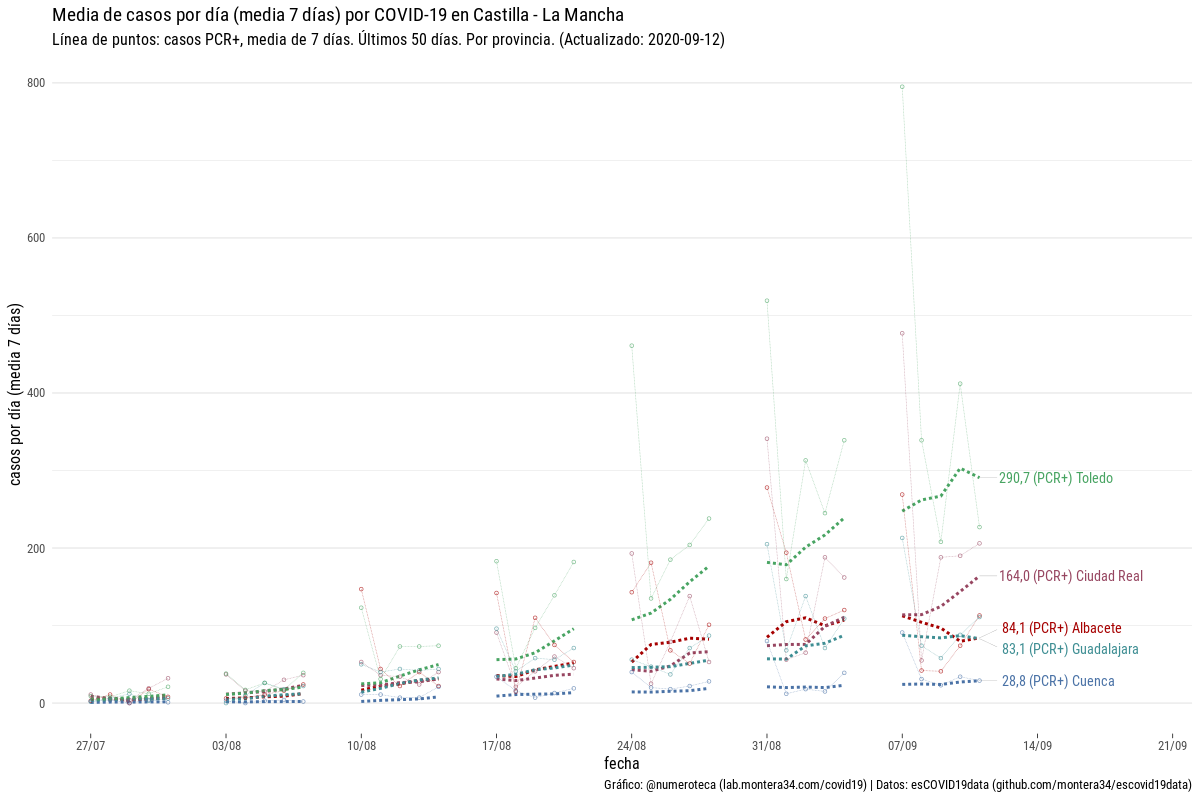 Media de casos por día (media 7 días) por COVID-19 en Castilla - La Mancha
Línea de puntos: casos PCR+, media de 7 días. Últimos 50 días. Por provincia. (Actualizado: 2020-09-12)
casos por día (media 7 días)
800
600
400
200
0
290,7 (PCR+) Toledo
164,0 (PCR+) Ciudad Real
84,1 (PCR+) Albacete
83,1 (PCR+) Guadalajara
28,8 (PCR+) Cuenca
27/07 03/08 10/08 17/08 24/08 31/08 07/09 14/09 21/09
fecha
Gráfico: @numeroteca (lab.montera34.com/covid19) | Datos: esCOVID19data (github.com/montera34/escovid19data)